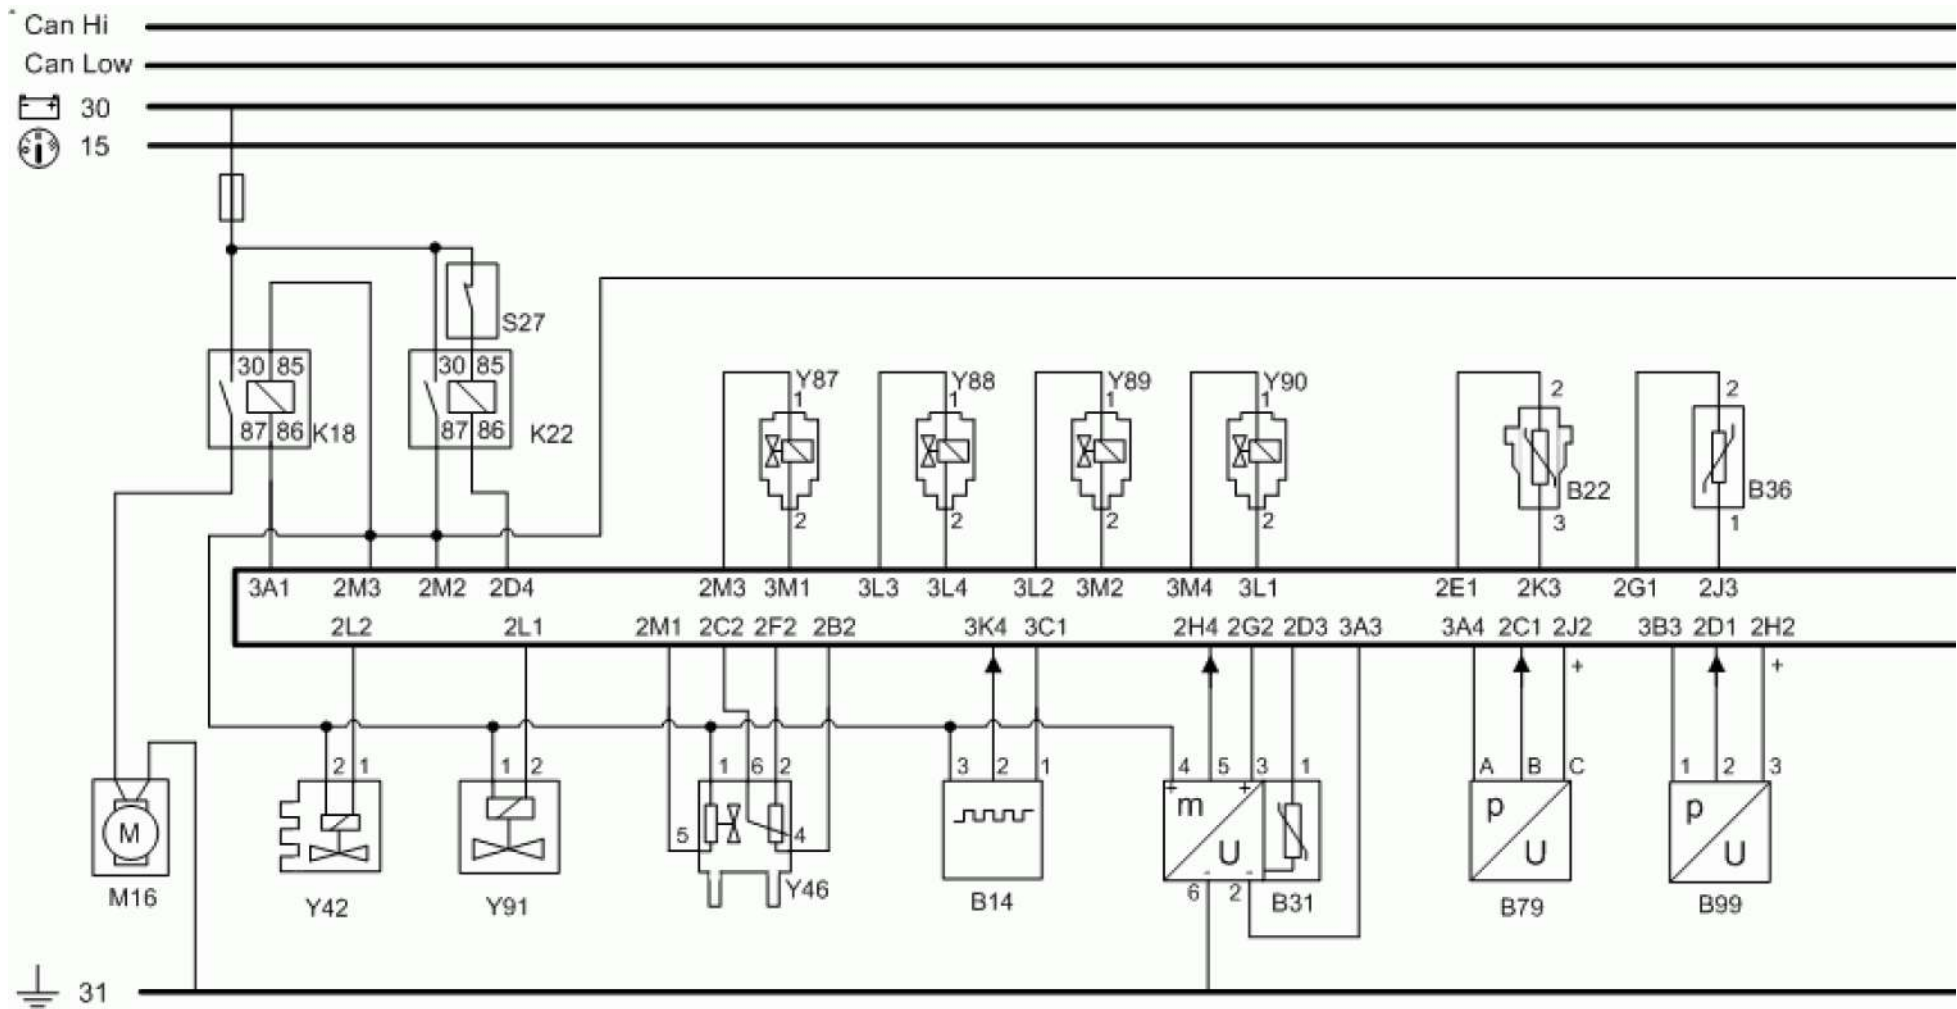 Can Hi
Can Low
30
15
S27
30 85 30 85
87 86 K18 87 86 K22
Y87 Y88 Y89 Y90
1 1 1 1
2 2
B22 B36
2 2 2 2
3 1
3A1 2M3 2M2 2D4 2M3 3M1 3L3 3L4 3L2 3M2 3M4 3L1 2E1 2K3 2G1 2J3
2L2 2L1 2M1 2C2 2F2 2B2 3K4 3C1 2H4 2G2 2D3 3A3 3A4 2C1 2J2 3B3 2D1 2H2
+ +
2 1 1 2 1 6 2 3 2 1 4 5 3 1 A B C 1 2 3
+ +
m p p
M 5 4
U U U
- -
M16 Y42 Y91 Y46 B14 6 2 B31 B79 B99
31